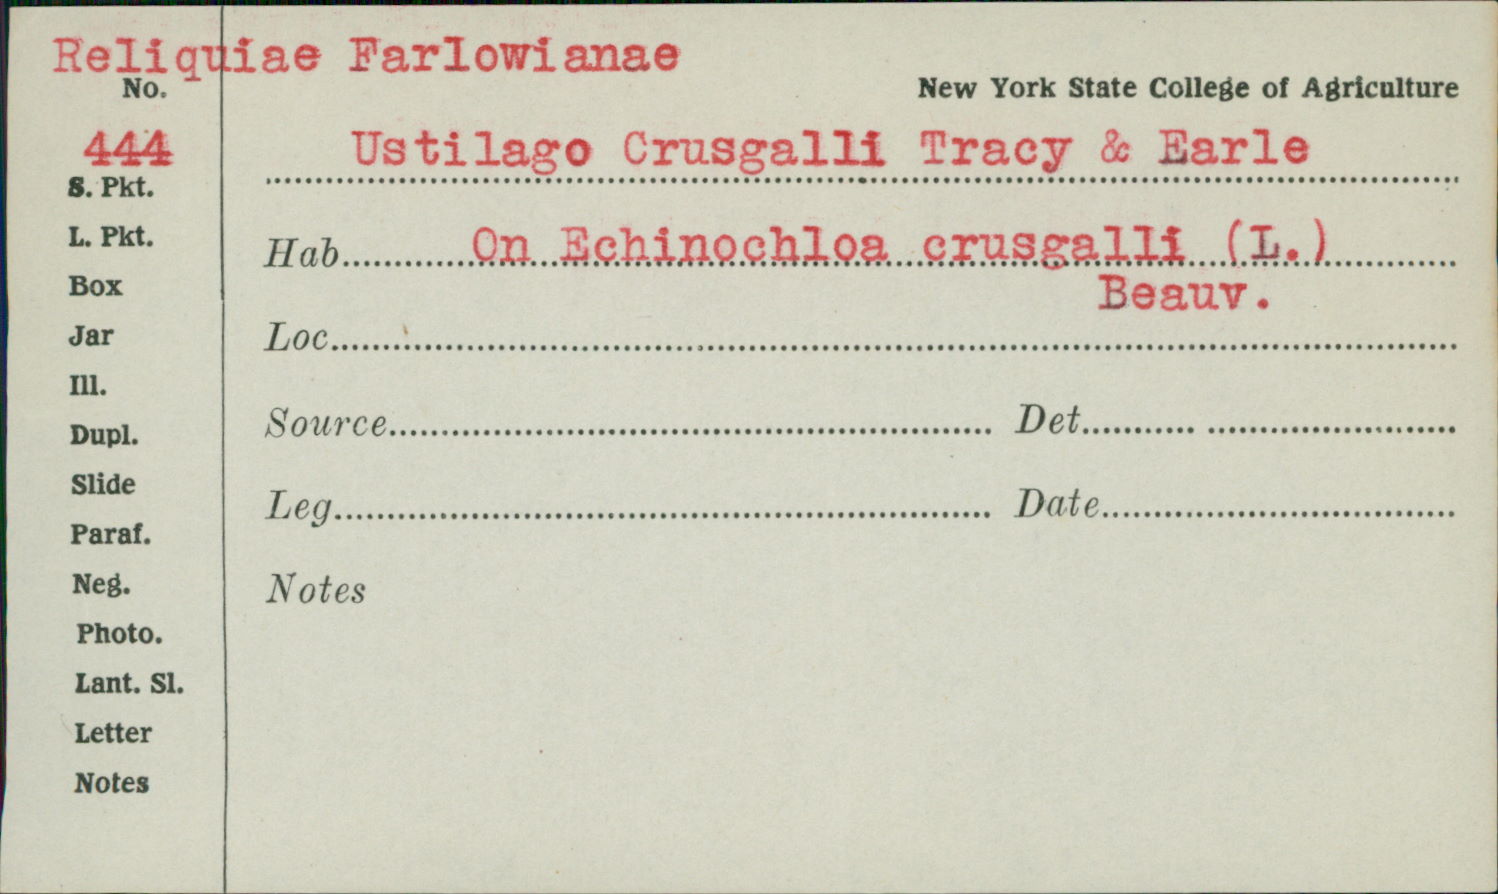 Reliquiae Farlowianae
No.
New York State College of Agriculture
444
Ustilago Crusgalli Tracy & Earle
S. Pkt.
L. Pkt.
Hab. On Echinochloa crusgalli (L.)
Beauv.
Box
Jar
Loc.
Ill.
Dupl.
Source Det.
Slide
Leg. Date
Paraf.
Neg.
Notes
Photo.
Lant. Sl.
Letter
Notes